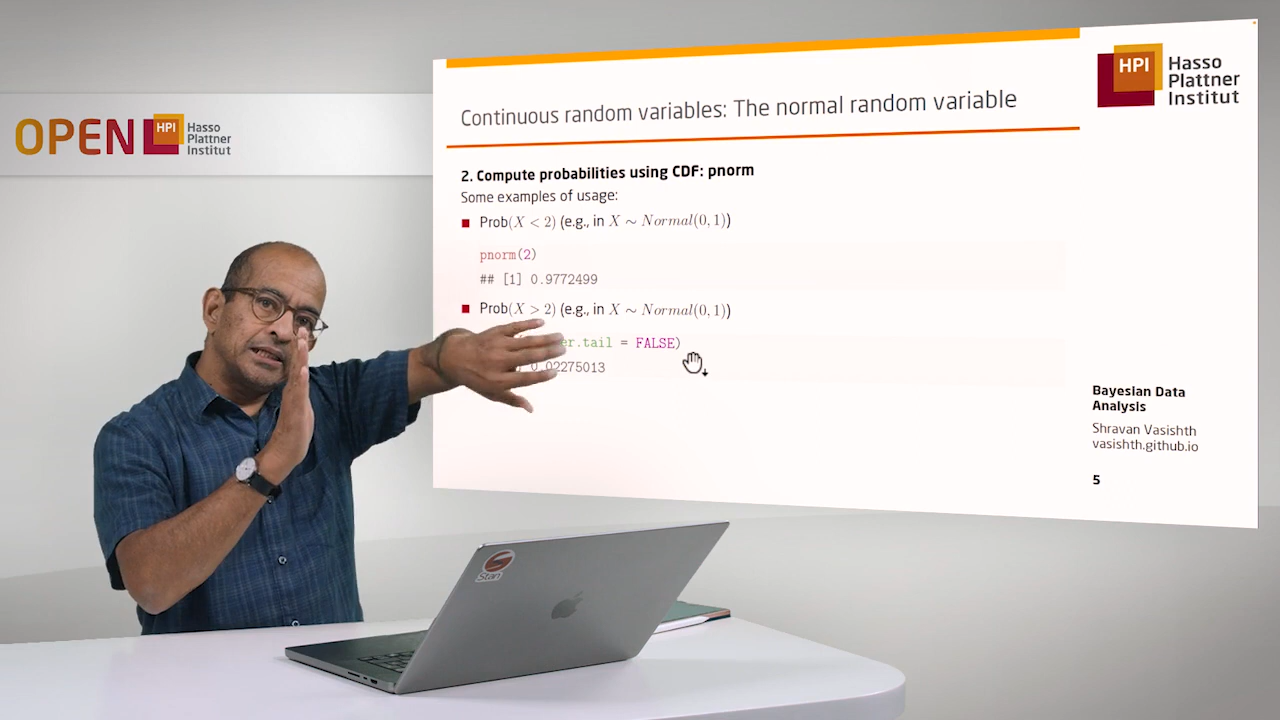 OPEN HPI Hasso
Plattner
Institut
Continuous random variables: The normal random variable
HPI Hasso
Plattner
Institut
2. Compute probabilities using CDF: pnorm
Some examples of usage:
■ Prob(X < 2) (e.g., in X ∼ Normal(0, 1))
pnorm(2)
## [1] 0.9772499
■ Prob(X > 2) (e.g., in X ∼ Normal(0, 1))
er.tail = FALSE)
0.02275013
Bayesian Data
Analysis
Shravan Vasishth
vasishth.github.io
5
Stan